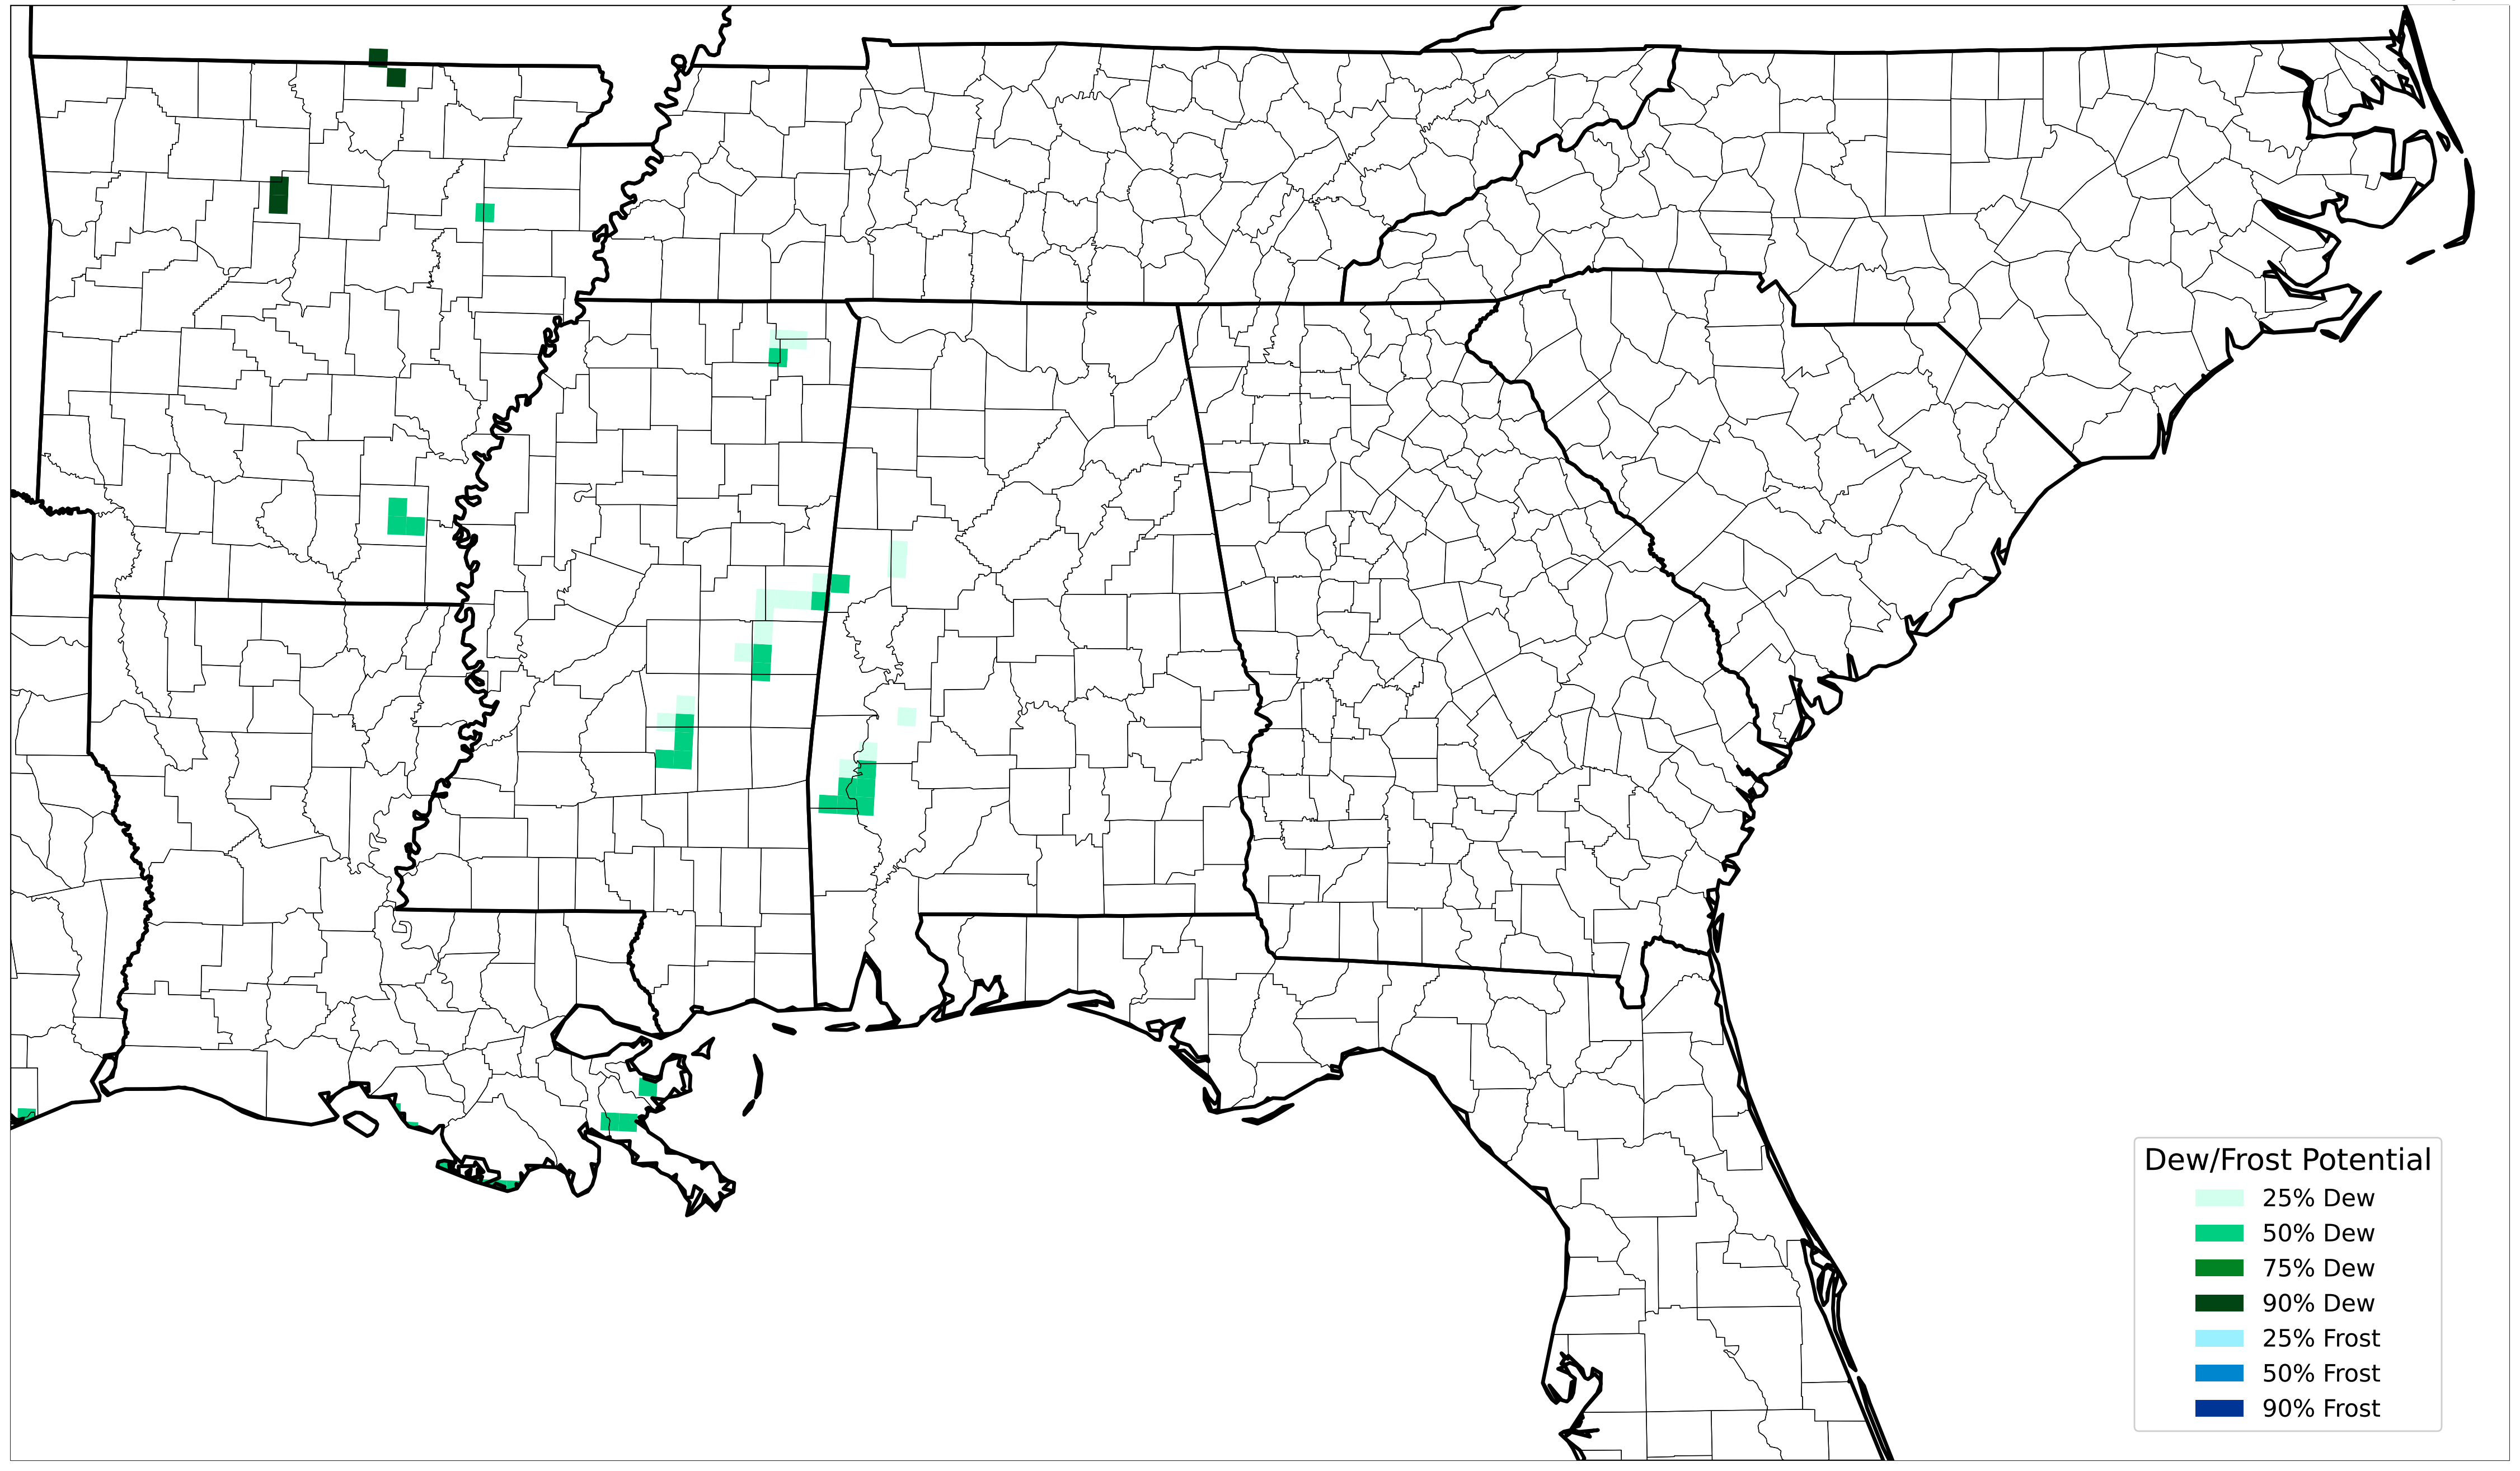 Dew/Frost Potential
25% Dew
50% Dew
75% Dew
90% Dew
25% Frost
50% Frost
90% Frost